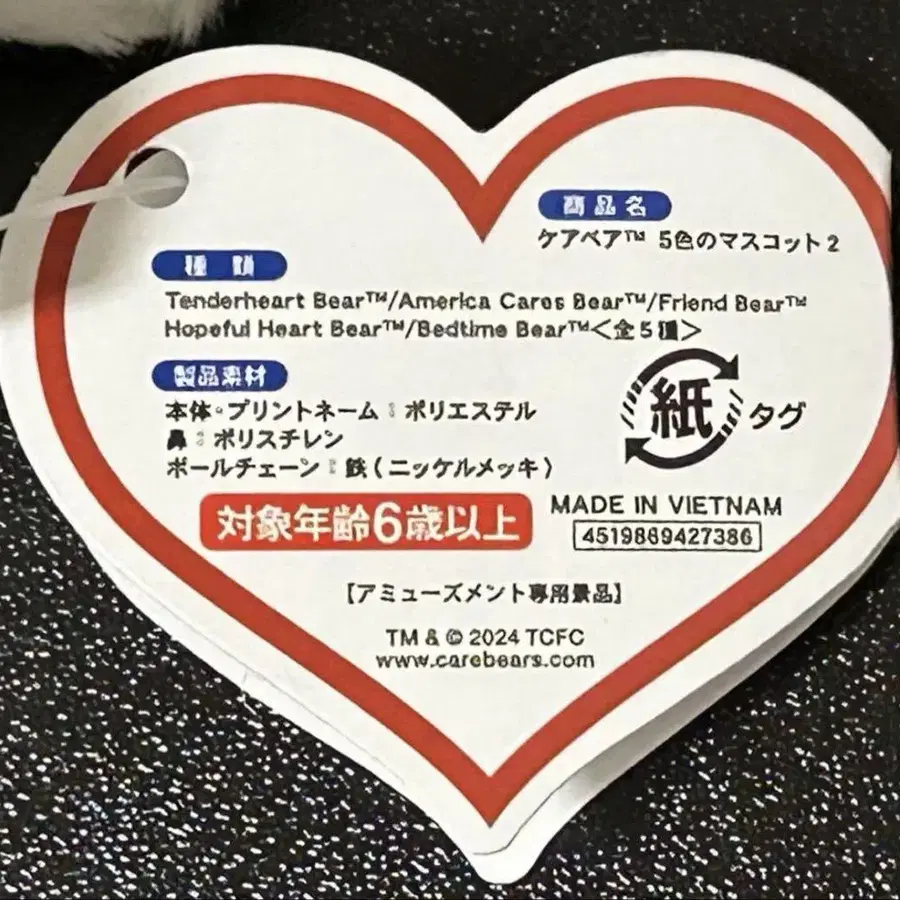 商品名
ケアベア™ 5色のマスコット2
種類
Tenderheart Bear™/America Cares Bear™/Friend Bear™
Hopeful Heart Bear™/Bedtime Bear™<全5種>
製品素材
本体・プリントネーム：ポリエステル
鼻：ポリスチレン
ボールチェーン：鉄（ニッケルメッキ）
紙 タグ
対象年齢6歳以上
MADE IN VIETNAM
4519869427386
【アミューズメント専用景品】
TM & © 2024 TCFC
www.carebears.com